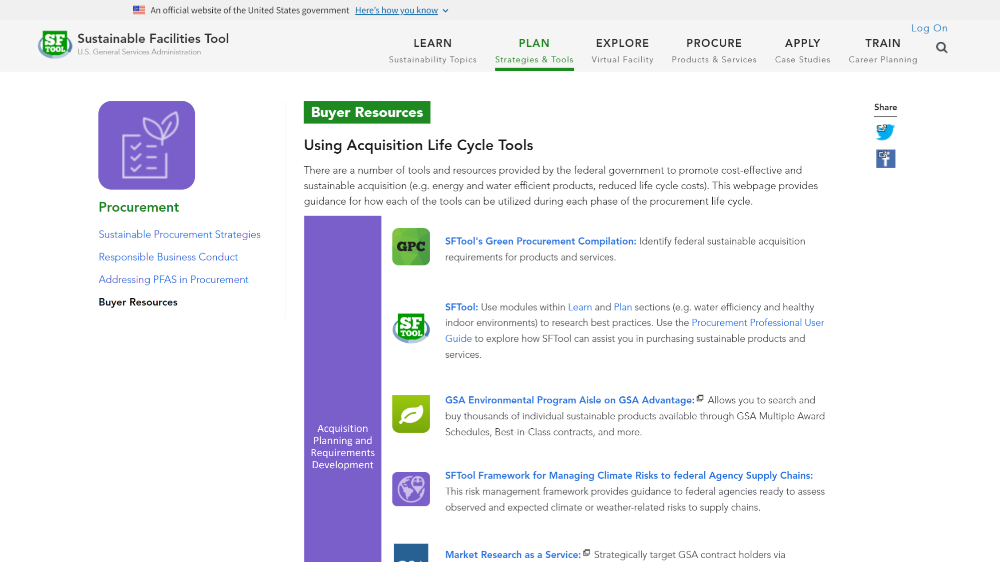 An official website of the United States government Here's how you know
Log On
SF
TOOL
Sustainable Facilities Tool
U.S. General Services Administration
LEARN
Sustainability Topics
PLAN
Strategies & Tools
EXPLORE
Virtual Facility
PROCURE
Products & Services
APPLY
Case Studies
TRAIN
Career Planning
Procurement
Sustainable Procurement Strategies
Responsible Business Conduct
Addressing PFAS in Procurement
Buyer Resources
Buyer Resources
Using Acquisition Life Cycle Tools
There are a number of tools and resources provided by the federal government to promote cost-effective and
sustainable acquisition (e.g. energy and water efficient products, reduced life cycle costs). This webpage provides
guidance for how each of the tools can be utilized during each phase of the procurement life cycle.
Acquisition
Planning and
Requirements
Development
GPC
SFTool's Green Procurement Compilation: Identify federal sustainable acquisition
requirements for products and services.
SF
TOOL
SFTool: Use modules within Learn and Plan sections (e.g. water efficiency and healthy
indoor environments) to research best practices. Use the Procurement Professional User
Guide to explore how SFTool can assist you in purchasing sustainable products and
services.
GSA Environmental Program Aisle on GSA Advantage: Allows you to search and
buy thousands of individual sustainable products available through GSA Multiple Award
Schedules, Best-in-Class contracts, and more.
SFTool Framework for Managing Climate Risks to federal Agency Supply Chains:
This risk management framework provides guidance to federal agencies ready to assess
observed and expected climate or weather-related risks to supply chains.
Market Research as a Service: Strategically target GSA contract holders via
Share